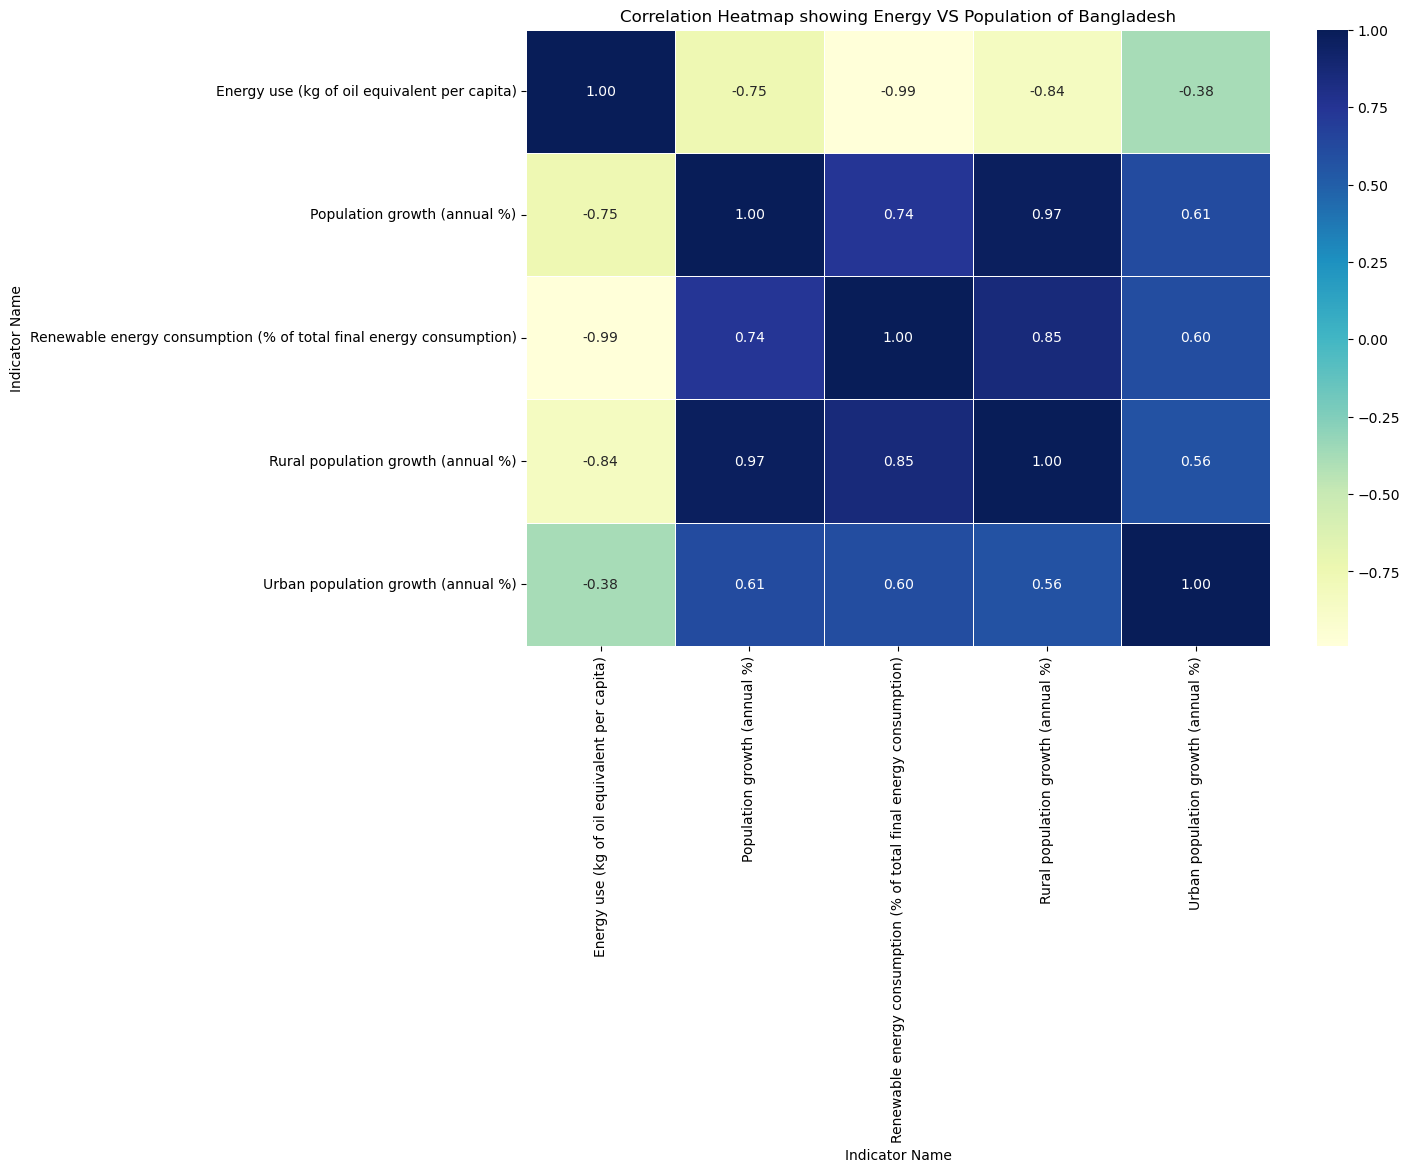 Correlation Heatmap showing Energy VS Population of Bangladesh
Indicator Name
Energy use (kg of oil equivalent per capita)
1.00 -0.75 -0.99 -0.84 -0.38
Population growth (annual %)
-0.75 1.00 0.74 0.97 0.61
Renewable energy consumption (% of total final energy consumption)
-0.99 0.74 1.00 0.85 0.60
Rural population growth (annual %)
-0.84 0.97 0.85 1.00 0.56
Urban population growth (annual %)
-0.38 0.61 0.60 0.56 1.00
Energy use (kg of oil equivalent per capita)
Population growth (annual %)
Renewable energy consumption (% of total final energy consumption)
Rural population growth (annual %)
Urban population growth (annual %)
Indicator Name
1.00
0.75
0.50
0.25
0.00
−0.25
−0.50
−0.75